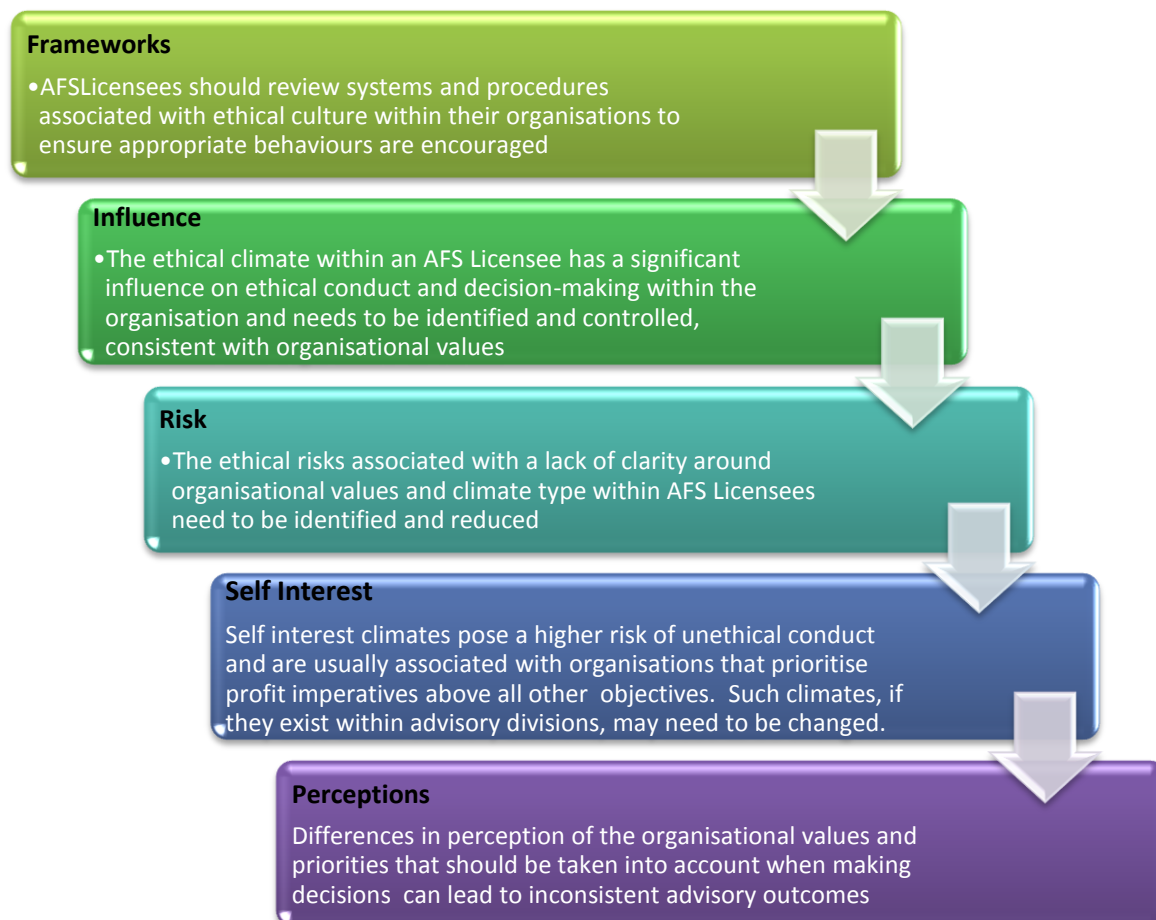 Frameworks
•AFSLicensees should review systems and procedures
associated with ethical culture within their organisations to
ensure appropriate behaviours are encouraged
Influence
•The ethical climate within an AFS Licensee has a significant
influence on ethical conduct and decision-making within the
organisation and needs to be identified and controlled,
consistent with organisational values
Risk
•The ethical risks associated with a lack of clarity around
organisational values and climate type within AFS Licensees
need to be identified and reduced
Self Interest
Self interest climates pose a higher risk of unethical conduct
and are usually associated with organisations that prioritise
profit imperatives above all other  objectives.  Such climates, if
they exist within advisory divisions, may need to be changed.
Perceptions
Differences in perception of the organisational values and
priorities that should be taken into account when making
decisions  can lead to inconsistent advisory outcomes